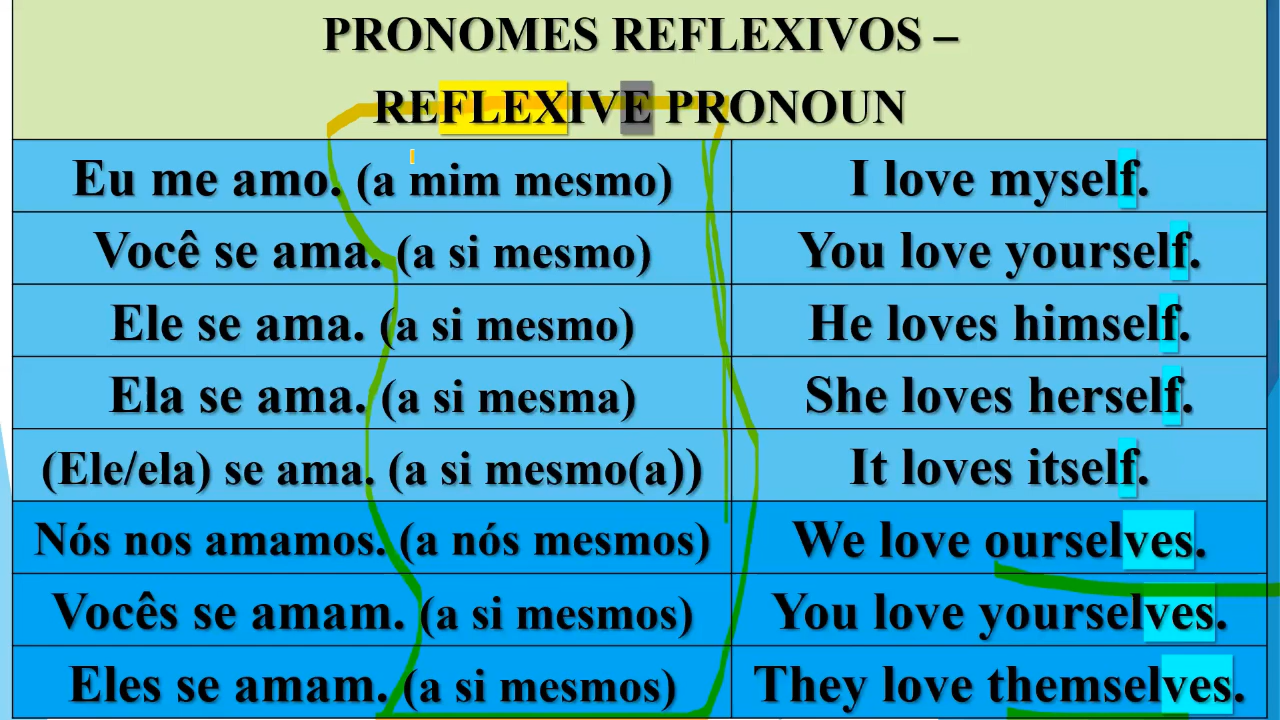 PRONOMES REFLEXIVOS –
REFLEXIVE PRONOUN
Eu me amo. (a mim mesmo) I love myself.
Você se ama. (a si mesmo) You love yourself.
Ele se ama. (a si mesmo) He loves himself.
Ela se ama. (a si mesma) She loves herself.
(Ele/ela) se ama. (a si mesmo(a)) It loves itself.
Nós nos amamos. (a nós mesmos) We love ourselves.
Vocês se amam. (a si mesmos) You love yourselves.
Eles se amam. (a si mesmos) They love themselves.